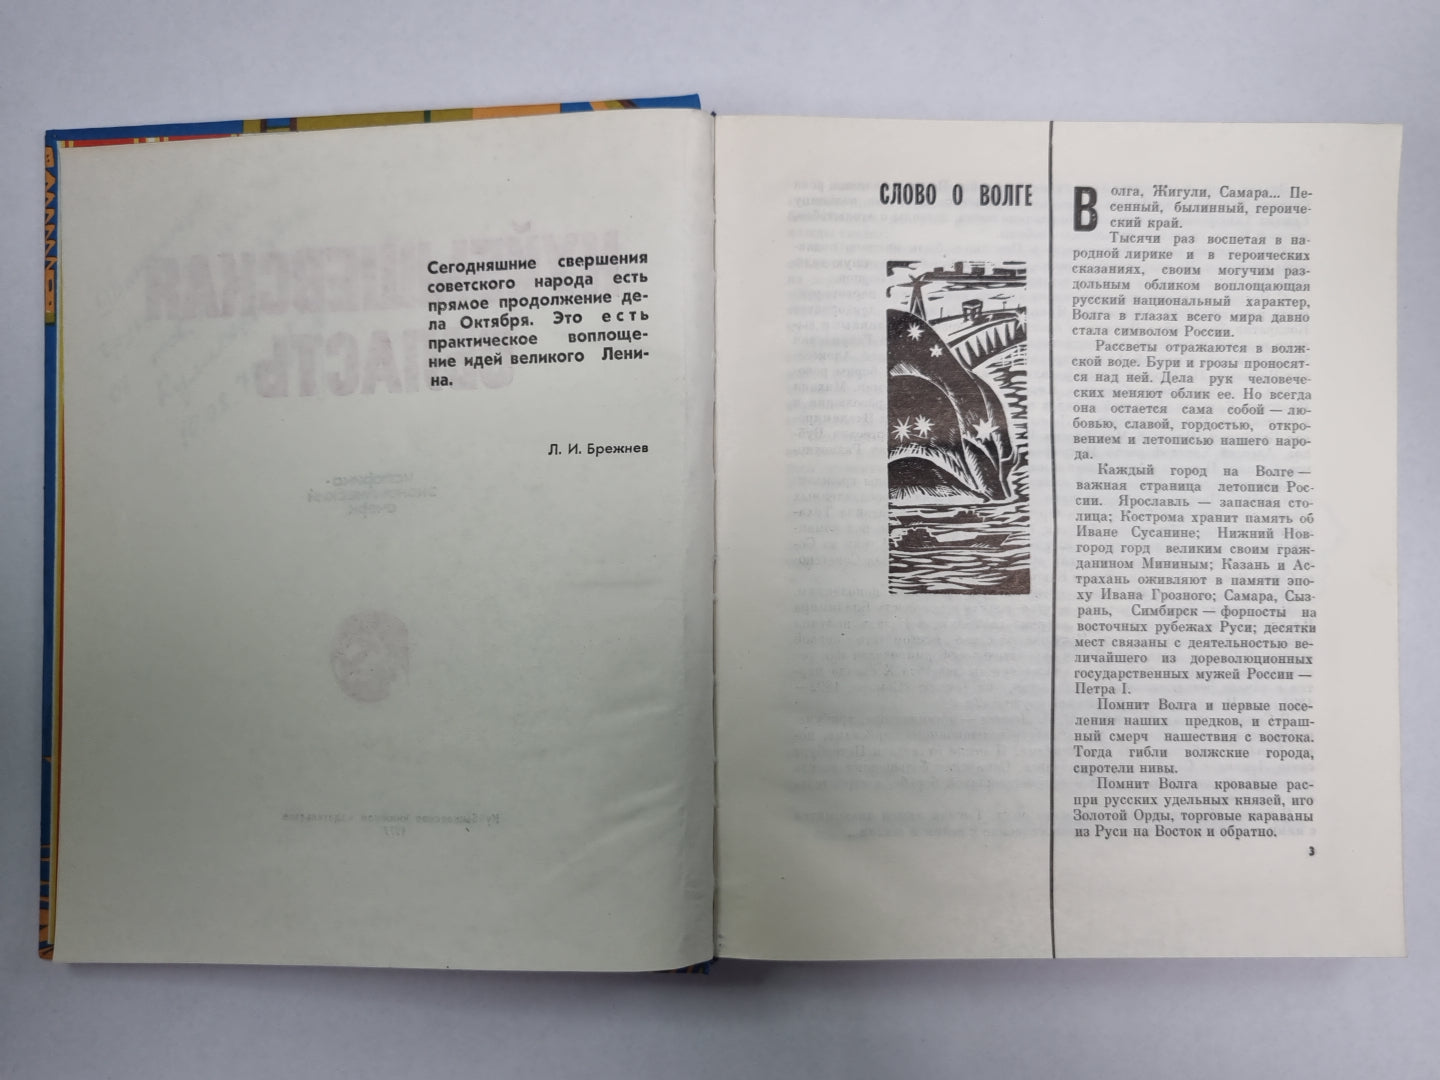 Сегодняшние свершения
советского народа есть
прямое продолжение де-
ла Октября. Это есть
практическое воплоще-
ние идей великого Лени-
на.
Л. И. Брежнев
СЛОВО О ВОЛГЕ
Волга, Жигули, Самара... Пе-
сенный, былинный, героиче-
ский край.
Тысячи раз воспетая в на-
родной лирике и в героических
сказаниях, своим могучим раз-
дольным обликом воплощающая
русский национальный характер,
Волга в глазах всего мира давно
стала символом России.
Рассветы отражаются в волж-
ской воде. Бури и грозы проносят-
ся над ней. Дела рук человече-
ских меняют облик ее. Но всегда
она остается сама собой — лю-
бовью, славой, гордостью, откро-
вением и летописью нашего наро-
да.
Каждый город на Волге —
важная страница летописи Рос-
сии. Ярославль — запасная сто-
лица; Кострома хранит память об
Иване Сусанине; Нижний Нов-
город горд великим своим граж-
данином Мининым; Казань и Ас-
трахань оживляют в памяти эпо-
ху Ивана Грозного; Самара, Сыз-
рань, Симбирск — форпосты на
восточных рубежах Руси; десятки
мест связаны с деятельностью ве-
личайшего из дореволюционных
государственных мужей России —
Петра I.
Помнит Волга и первые посе-
ления наших предков, и страш-
ный смерч нашествия с востока.
Тогда гибли волжские города,
сиротели нивы.
Помнит Волга кровавые рас-
при русских удельных князей, иго
Золотой Орды, торговые караваны
из Руси на Восток и обратно.
3